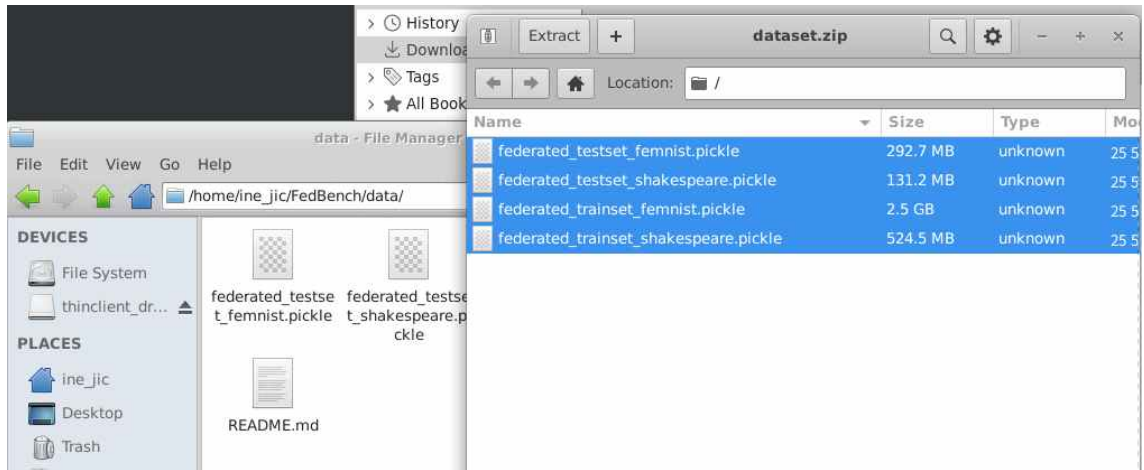 History
Downloa
Tags
All Book
Extract + dataset.zip
Location: /
Name Size Type Mo
federated_testset_femnist.pickle 292.7 MB unknown 25 5
federated_testset_shakespeare.pickle 131.2 MB unknown 25 5
federated_trainset_femnist.pickle 2.5 GB unknown 25 5
federated_trainset_shakespeare.pickle 524.5 MB unknown 25 5
data - File Manager
File Edit View Go Help
/home/ine_jic/FedBench/data/
DEVICES
File System
thinclient_dr...
PLACES
ine_jic
Desktop
Trash
federated_testse
t_femnist.pickle
federated_testse
t_shakespeare.p
ckle
README.md